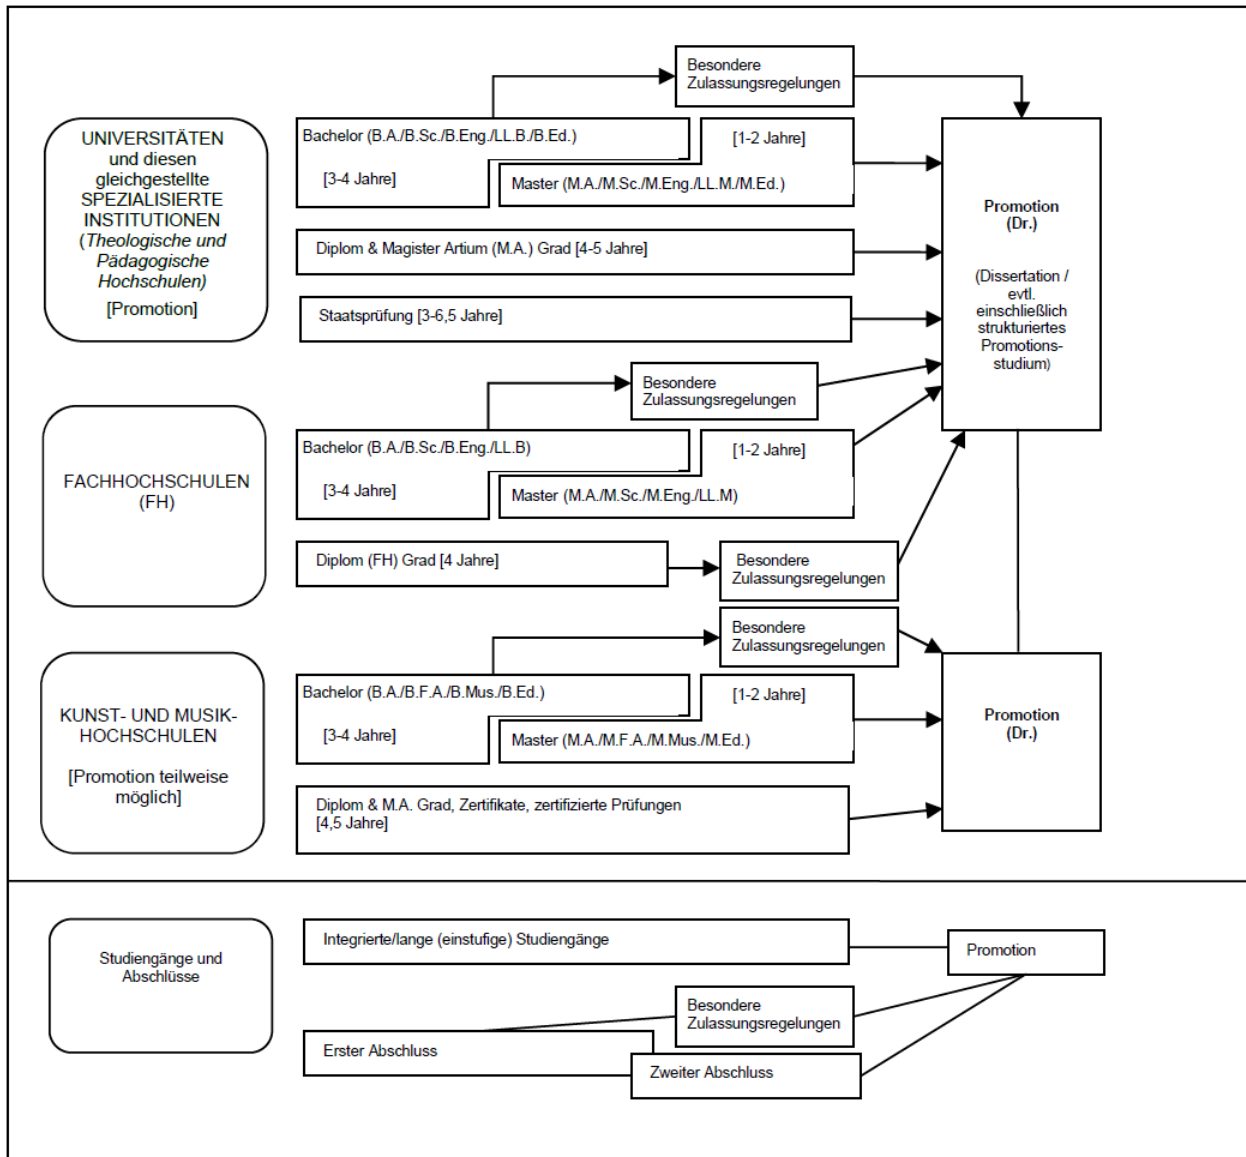 Besondere
Zulassungsregelungen
UNIVERSITÄTEN
und diesen
gleichgestellte
SPEZIALISIERTE
INSTITUTIONEN
(Theologische und
Pädagogische
Hochschulen)
[Promotion]
Bachelor (B.A./B.Sc./B.Eng./LL.B./B.Ed.)
[1-2 Jahre]
[3-4 Jahre]
Master (M.A./M.Sc./M.Eng./LL.M./M.Ed.)
Diplom & Magister Artium (M.A.) Grad [4-5 Jahre]
Staatsprüfung [3-6,5 Jahre]
Promotion
(Dr.)
(Dissertation /
evtl.
einschließlich
strukturiertes
Promotions-
studium)
Besondere
Zulassungsregelungen
FACHHOCHSCHULEN
(FH)
Bachelor (B.A./B.Sc./B.Eng./LL.B)
[1-2 Jahre]
[3-4 Jahre]
Master (M.A./M.Sc./M.Eng./LL.M)
Diplom (FH) Grad [4 Jahre]
Besondere
Zulassungsregelungen
Besondere
Zulassungsregelungen
KUNST- UND MUSIK-
HOCHSCHULEN
[Promotion teilweise
möglich]
Bachelor (B.A./B.F.A./B.Mus./B.Ed.)
[1-2 Jahre]
[3-4 Jahre]
Master (M.A./M.F.A./M.Mus./M.Ed.)
Diplom & M.A. Grad, Zertifikate, zertifizierte Prüfungen
[4,5 Jahre]
Promotion
(Dr.)
Studiengänge und
Abschlüsse
Integrierte/lange (einstufige) Studiengänge
Promotion
Besondere
Zulassungsregelungen
Erster Abschluss
Zweiter Abschluss